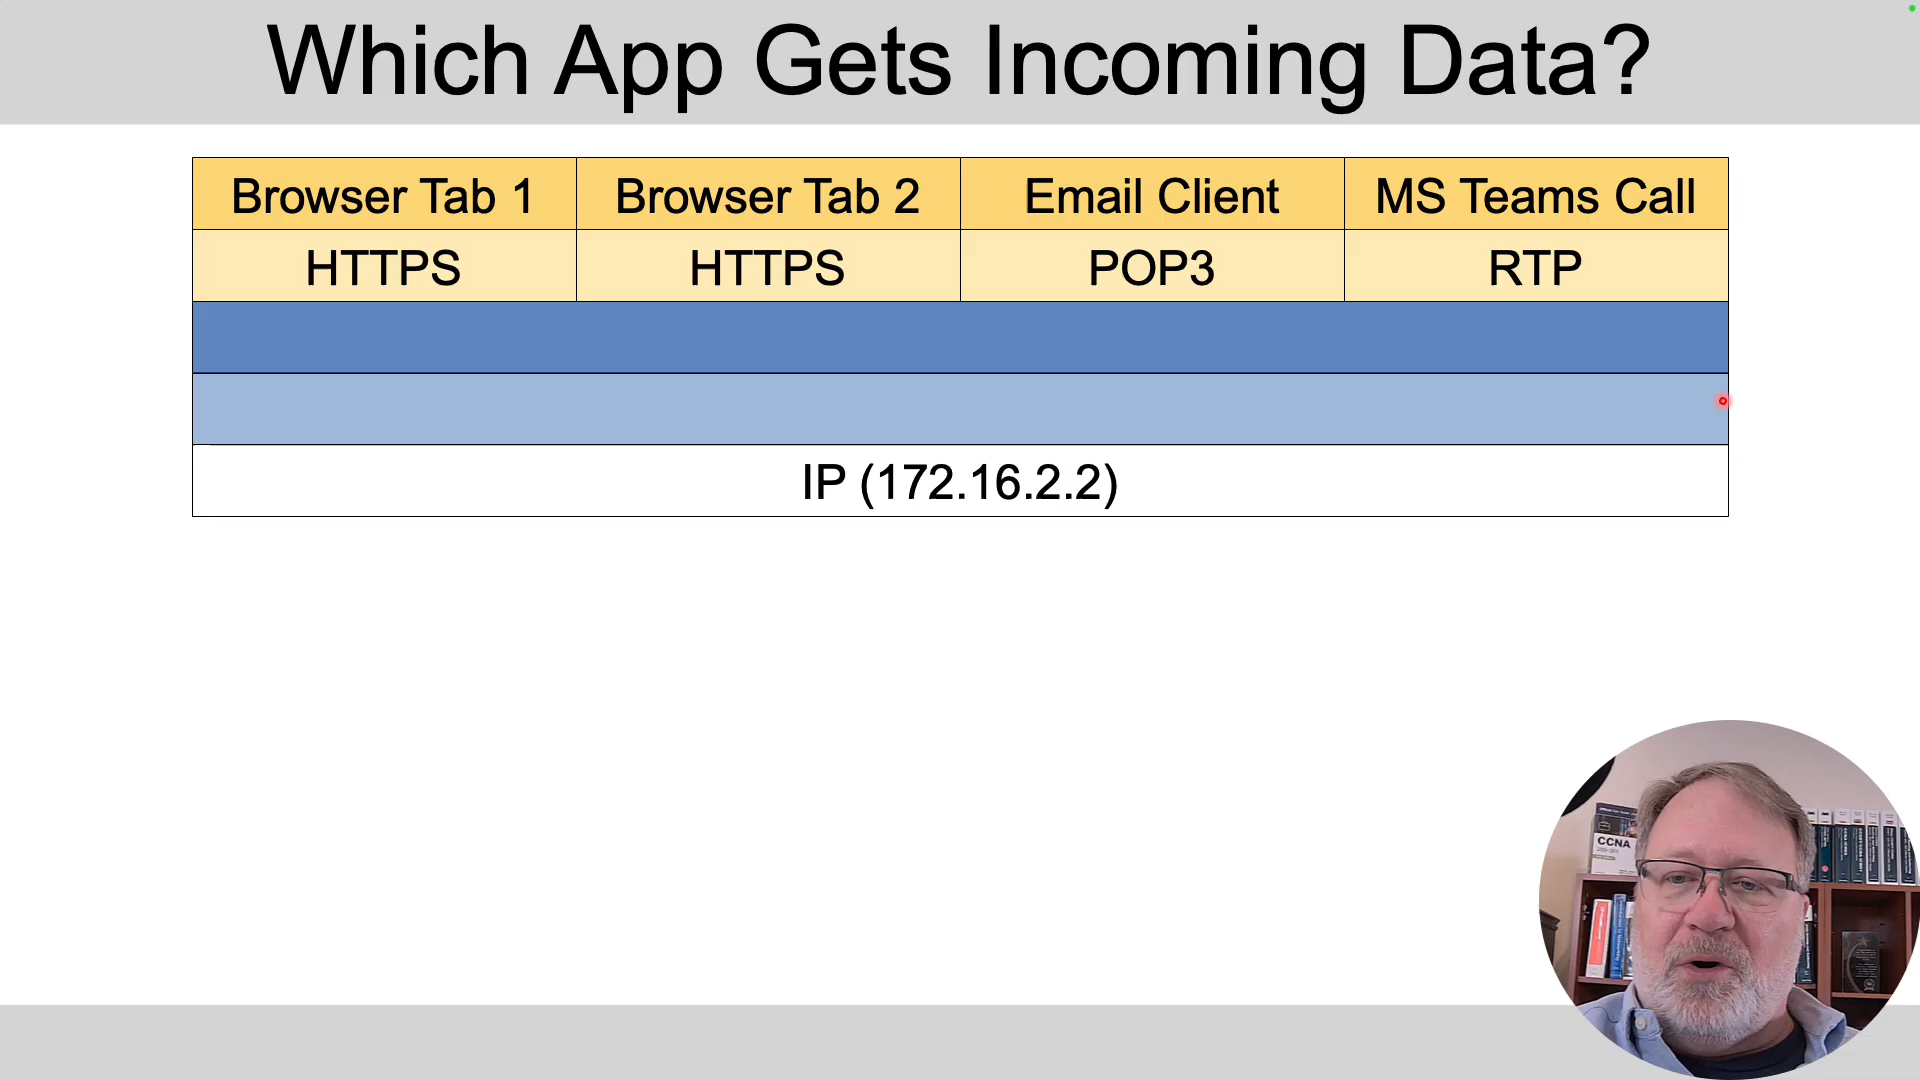 Which App Gets Incoming Data?
Browser Tab 1 Browser Tab 2 Email Client MS Teams Call
HTTPS HTTPS POP3 RTP
IP (172.16.2.2)
CCNA